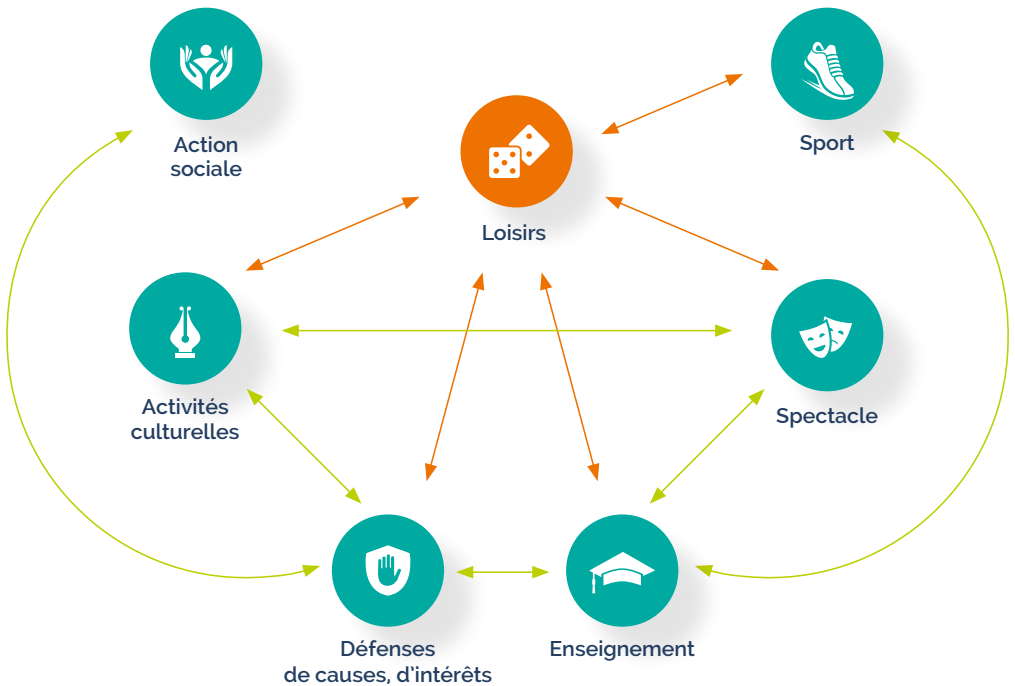 Action
sociale
Sport
Loisirs
Activités
culturelles
Spectacle
Défenses
de causes, d'intérêts
Enseignement